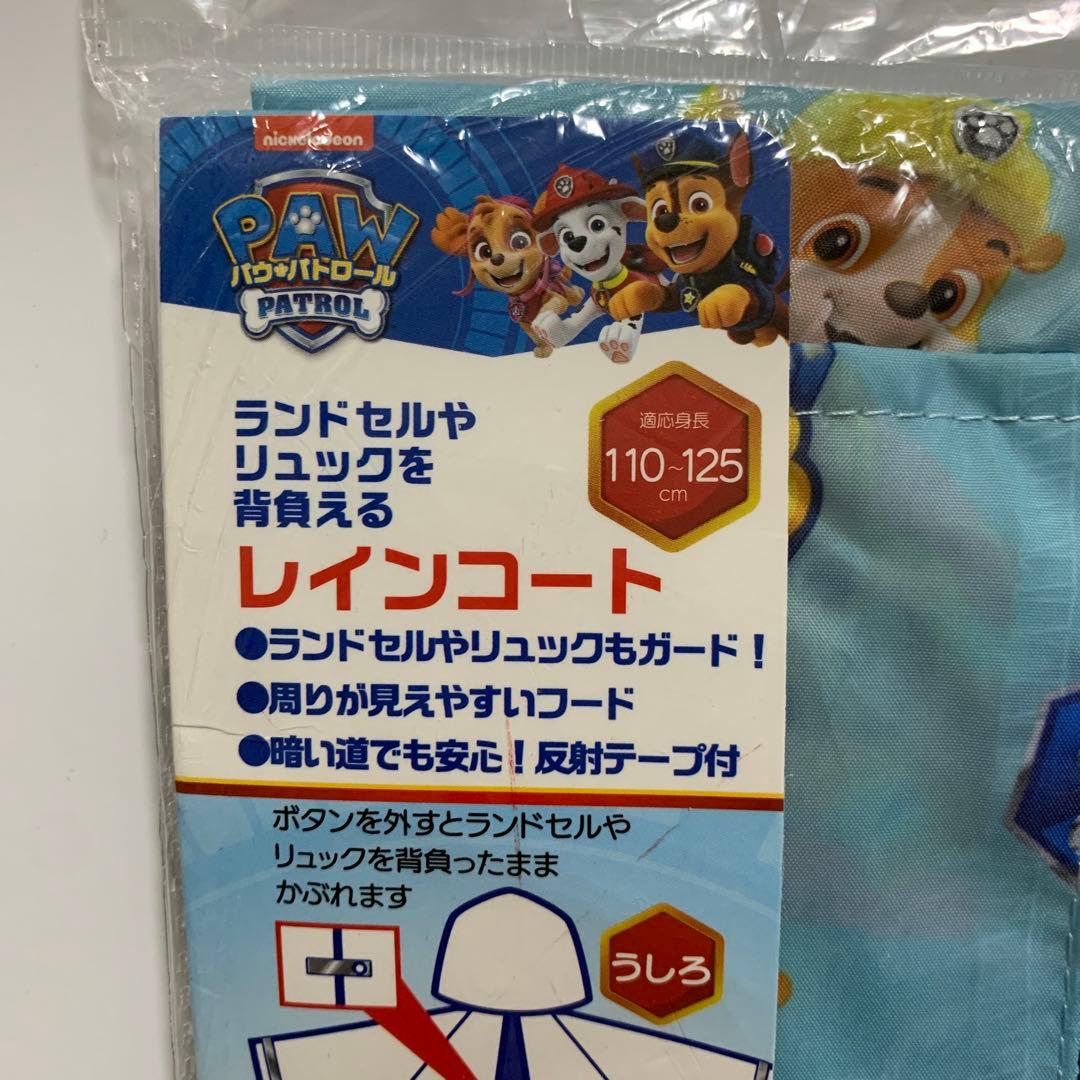 nickelodeon
PAW
パウ・パトロール
PATROL
ランドセルや
リュックを
背負える
適応身長
110~125
cm
レインコート
●ランドセルやリュックもガード！
●周りが見えやすいフード
●暗い道でも安心！反射テープ付
ボタンを外すとランドセルや
リュックを背負ったまま
かぶれます
うしろ